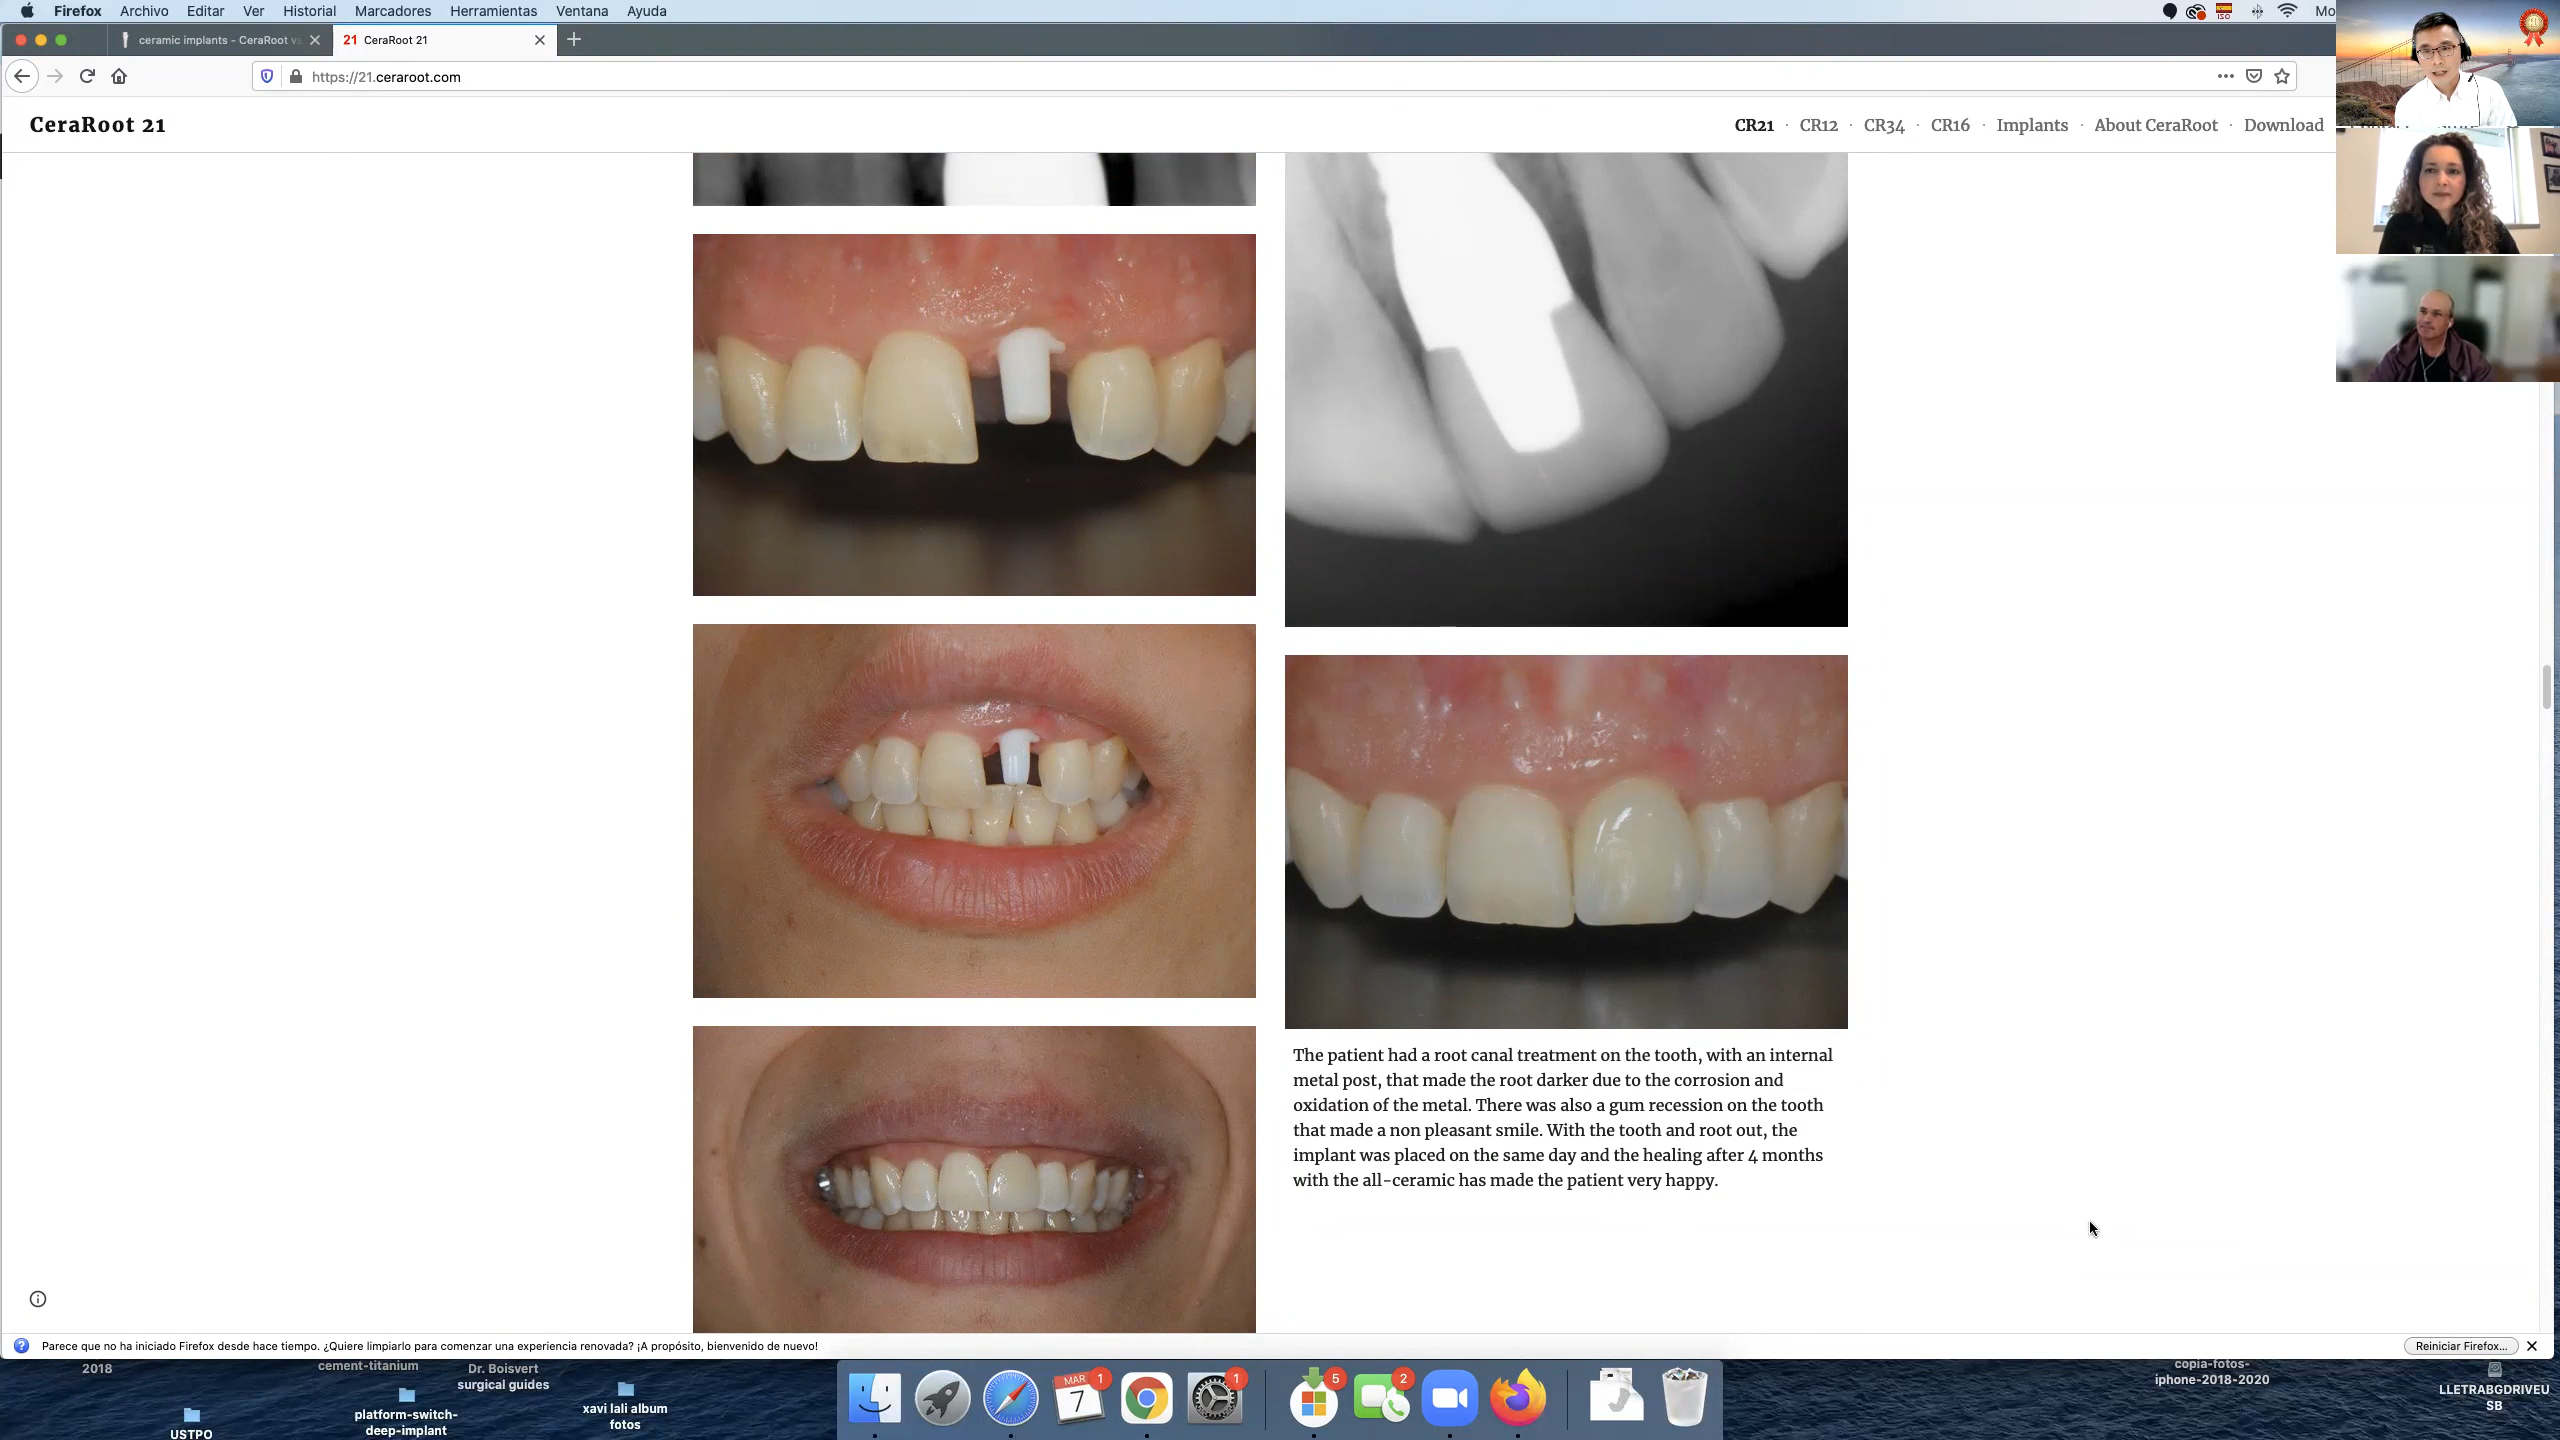 Firefox Archivo Editar Ver Historial Marcadores Herramientas Ventana Ayuda
ISO
Mo
ceramic implants - CeraRoot vs
21 CeraRoot 21
https://21.ceraroot.com
CeraRoot 21
CR21 · CR12 · CR34 · CR16 · Implants · About CeraRoot · Download
The patient had a root canal treatment on the tooth, with an internal
metal post, that made the root darker due to the corrosion and
oxidation of the metal. There was also a gum recession on the tooth
that made a non pleasant smile. With the tooth and root out, the
implant was placed on the same day and the healing after 4 months
with the all-ceramic has made the patient very happy.
Parece que no ha iniciado Firefox desde hace tiempo. ¿Quiere limpiarlo para comenzar una experiencia renovada? ¡A propósito, bienvenido de nuevo!
Reiniciar Firefox...
2018
cement-titanium
Dr. Boisvert
surgical guides
platform-switch-
deep-implant
USTPO
xavi lali album
fotos
MAR
7
1
1
5
2
copia-fotos-
iphone-2018-2020
LLETRABGDRIVEU
SB